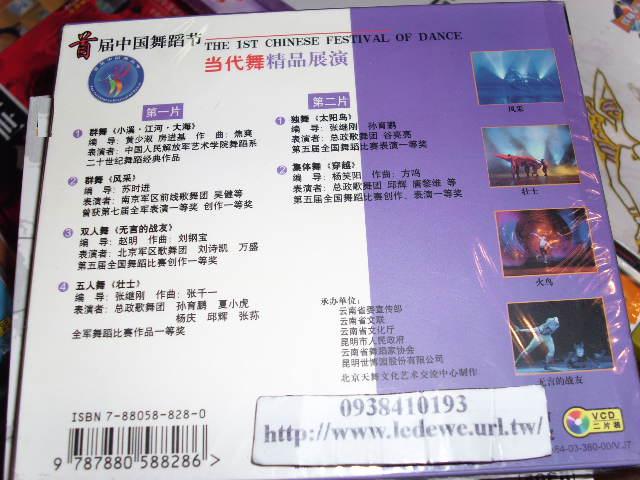 首届中国舞蹈节
THE 1ST CHINESE FESTIVAL OF DANCE
当代舞精品展演
第一片
1 群舞《小溪·江河·大海》
编 导：黄少淑 房进基 作 曲：焦爽
表演者：中国人民解放军艺术学院舞蹈系
二十世纪舞蹈经典作品
2 群舞《风采》
编 导：苏时进
表演者：南京军区前线歌舞团 吴健等
曾获第七届全军表演一等奖 创作一等奖
3 双人舞《无言的战友》
编 导：赵明 作曲：刘钢宝
表演者：北京军区歌舞团 刘诗凯 万盛
第五届全国舞蹈比赛创作一等奖
4 五人舞《壮士》
编 导：张继刚 作曲：张千一
表演者：总政歌舞团 孙育鹏 夏小虎
杨庆 邱辉 张荪
全军舞蹈比赛作品一等奖
第二片
1 独舞《太阳鸟》
编 导：张继刚 孙育鹏
表演者：总政歌舞团 谷亮亮
第五届全国舞蹈比赛表演一等奖
2 集体舞《穿越》
编 导：杨笑阳 作曲：方鸣
表演者：总政歌舞团 邱辉 唐黎维 等
第五届全国舞蹈比赛创作、表演一等奖
承办单位：
云南省委宣传部
云南省文联
云南省文化厅
昆明市人民政府
云南省舞蹈家协会
昆明世博园股份有限公司
北京天舞文化艺术交流中心制作
风采
壮士
火鸟
无言的战友
ISBN 7-88058-828-0
9 787880 588286 >
0938410193
http://www.lcdewe.url.tw/
VCD
二片装
84-03-360-00/V.J7